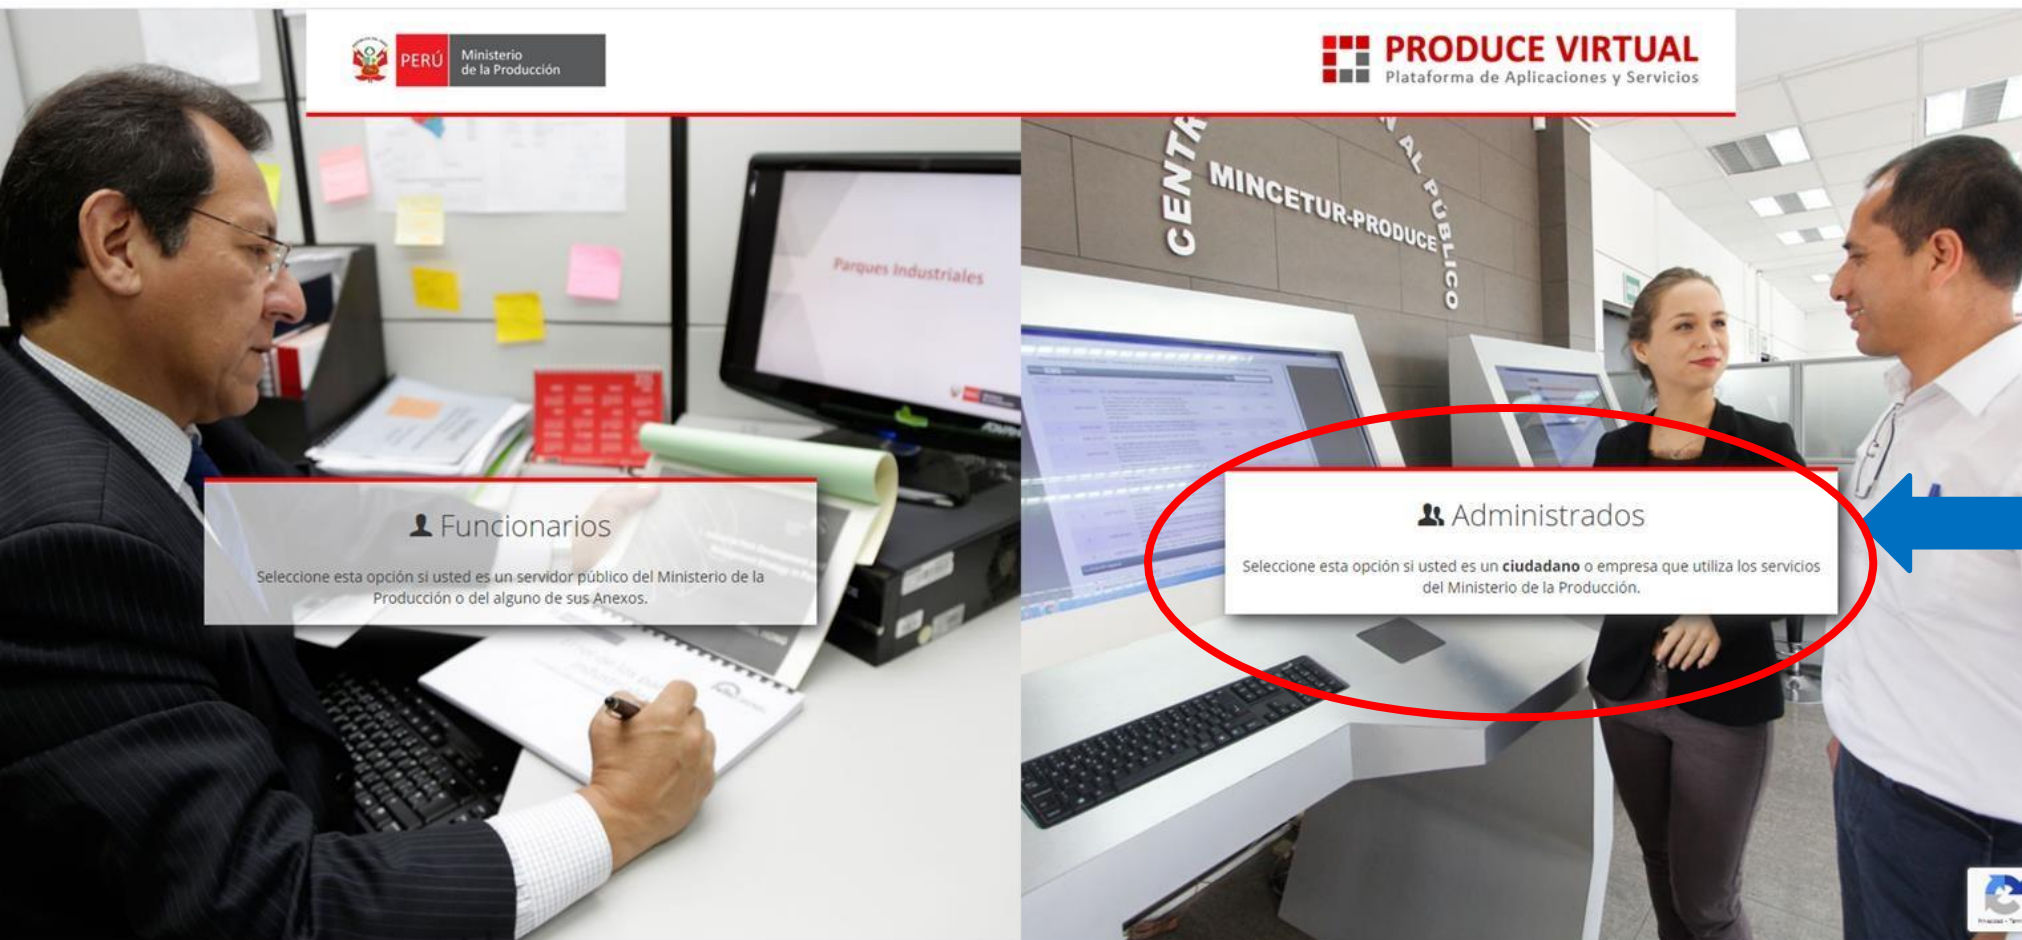 PERÚ
Ministerio
de la Producción
PRODUCE VIRTUAL
Plataforma de Aplicaciones y Servicios
Parques Industriales
CENTR
N AL PÚBLICO
MINCETUR-PRODUCE
Funcionarios
Seleccione esta opción si usted es un servidor público del Ministerio de la
Producción o del alguno de sus Anexos.
Administrados
Seleccione esta opción si usted es un ciudadano o empresa que utiliza los servicios
del Ministerio de la Producción.